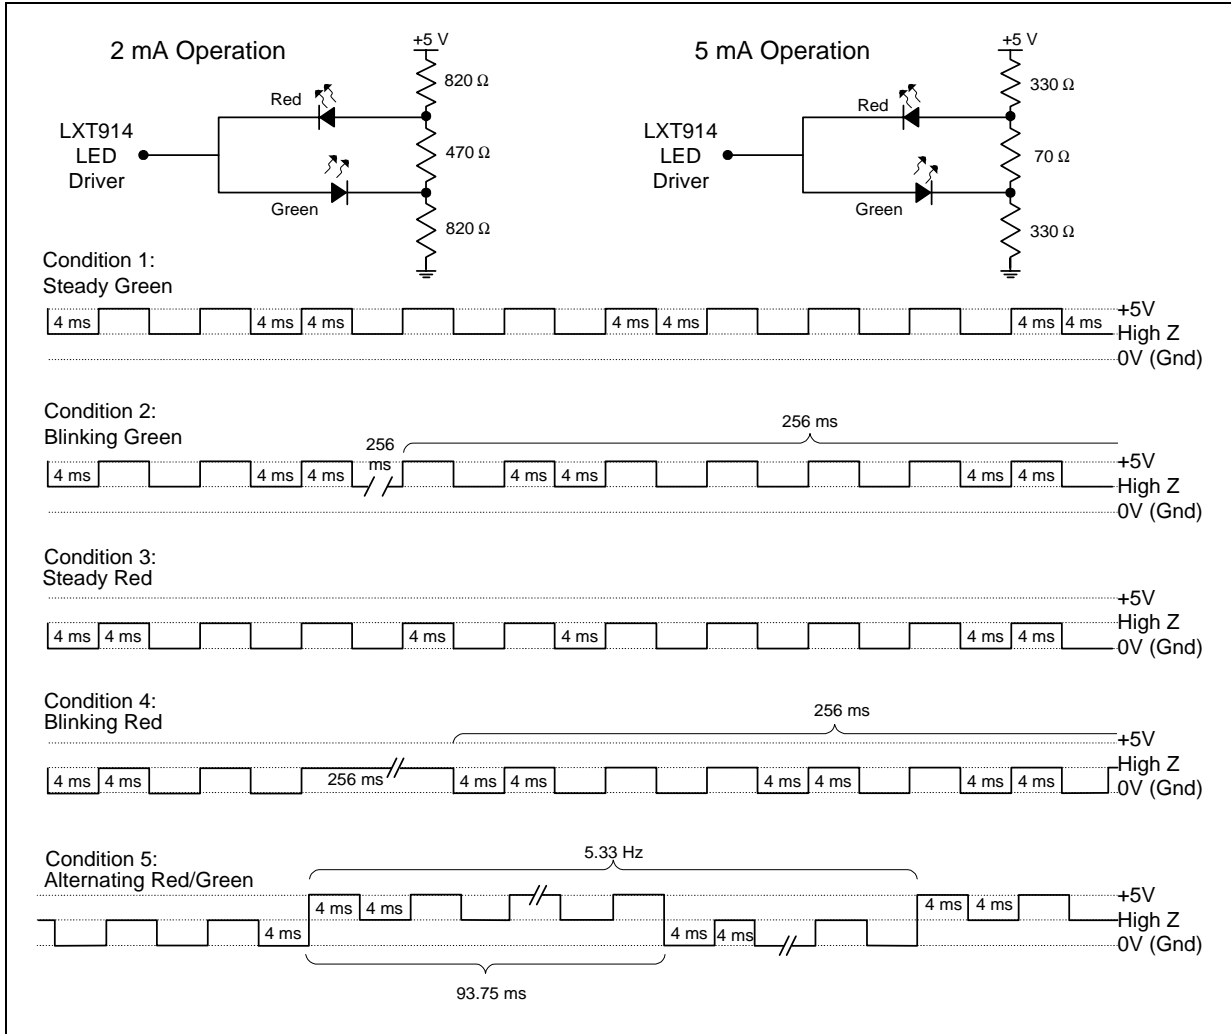 2 mA Operation
+5 V
820 Ω
Red
LXT914
LED
Driver
470 Ω
Green
820 Ω
5 mA Operation
+5 V
330 Ω
Red
LXT914
LED
Driver
70 Ω
Green
330 Ω
Condition 1:
Steady Green
4 ms 4 ms 4 ms 4 ms 4 ms 4 ms 4 ms
+5V
High Z
0V (Gnd)
Condition 2:
Blinking Green
256
ms
256 ms
4 ms 4 ms 4 ms 4 ms 4 ms 4 ms 4 ms
+5V
High Z
0V (Gnd)
Condition 3:
Steady Red
+5V
High Z
4 ms 4 ms 4 ms 4 ms 4 ms 4 ms
0V (Gnd)
Condition 4:
Blinking Red
256 ms
+5V
High Z
4 ms 4 ms 256 ms 4 ms 4 ms 4 ms 4 ms 4 ms 4 ms
0V (Gnd)
Condition 5:
Alternating Red/Green
5.33 Hz
4 ms 4 ms 4 ms 4 ms
+5V
High Z
4 ms 4 ms 4 ms
0V (Gnd)
93.75 ms